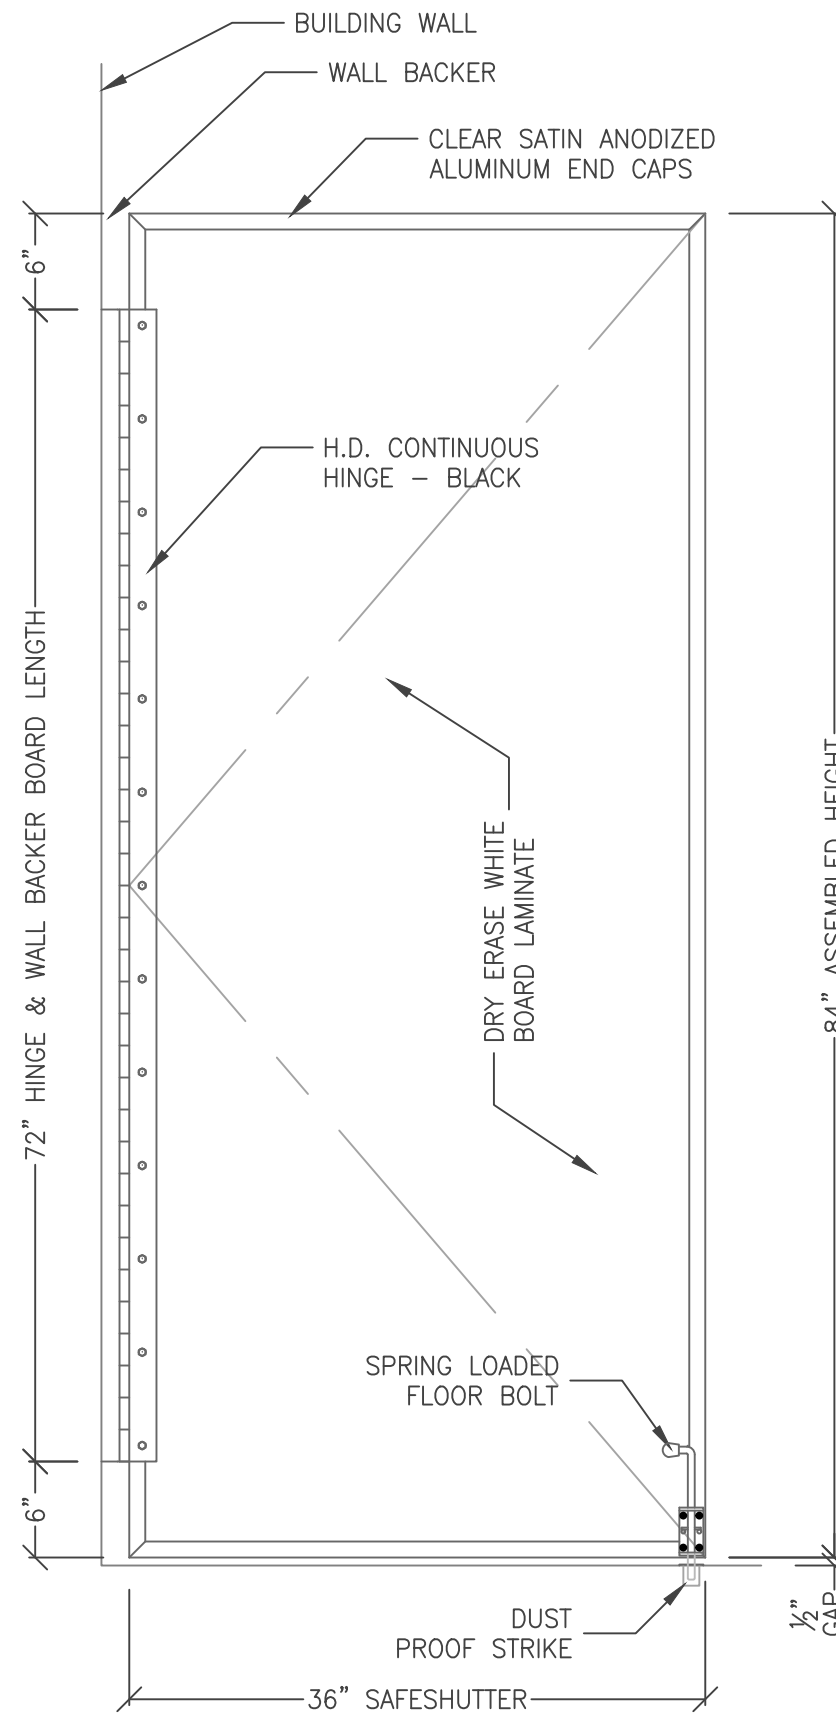 BUILDING WALL
WALL BACKER
CLEAR SATIN ANODIZED
ALUMINUM END CAPS
6"
H.D. CONTINUOUS
HINGE – BLACK
72" HINGE & WALL BACKER BOARD LENGTH
DRY ERASE WHITE
BOARD LAMINATE
84" ASSEMBLED HEIGHT
SPRING LOADED
FLOOR BOLT
6"
DUST
PROOF STRIKE
½"
GAP
36" SAFESHUTTER